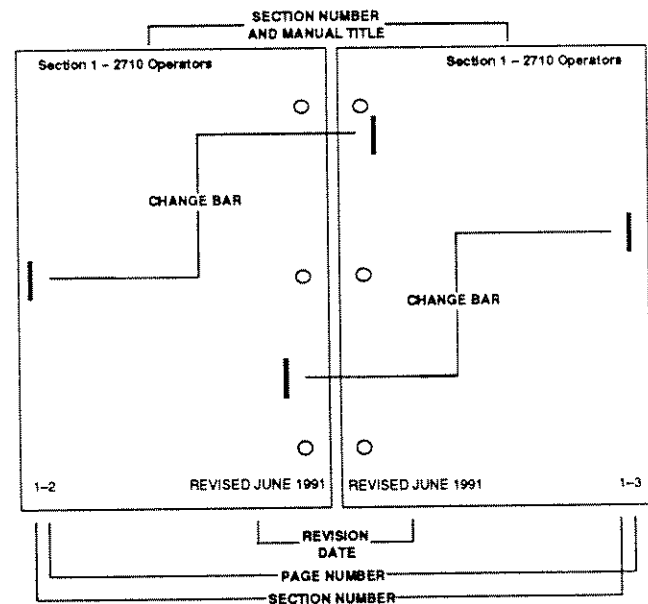 SECTION NUMBER
AND MANUAL TITLE
Section 1 – 2710 Operators
Section 1 – 2710 Operators
CHANGE BAR
CHANGE BAR
1–2
REVISED JUNE 1991
REVISED JUNE 1991
1–3
REVISION
DATE
PAGE NUMBER
SECTION NUMBER